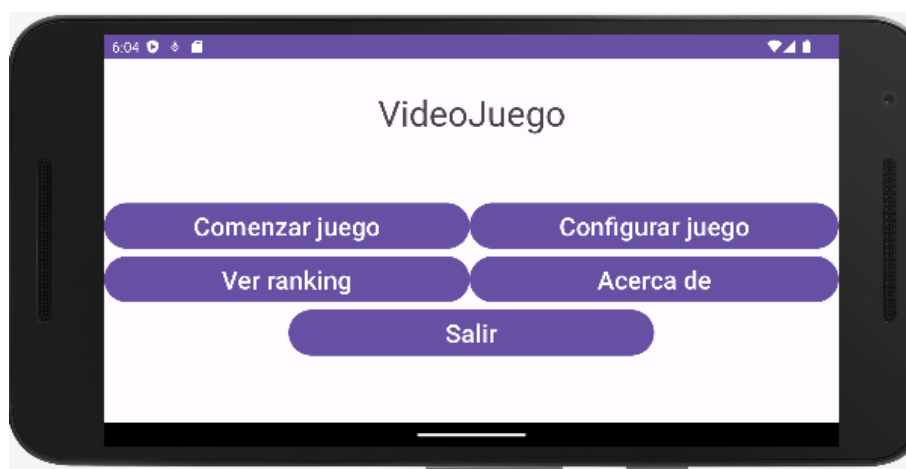 6:04
VideoJuego
Comenzar juego
Configurar juego
Ver ranking
Acerca de
Salir